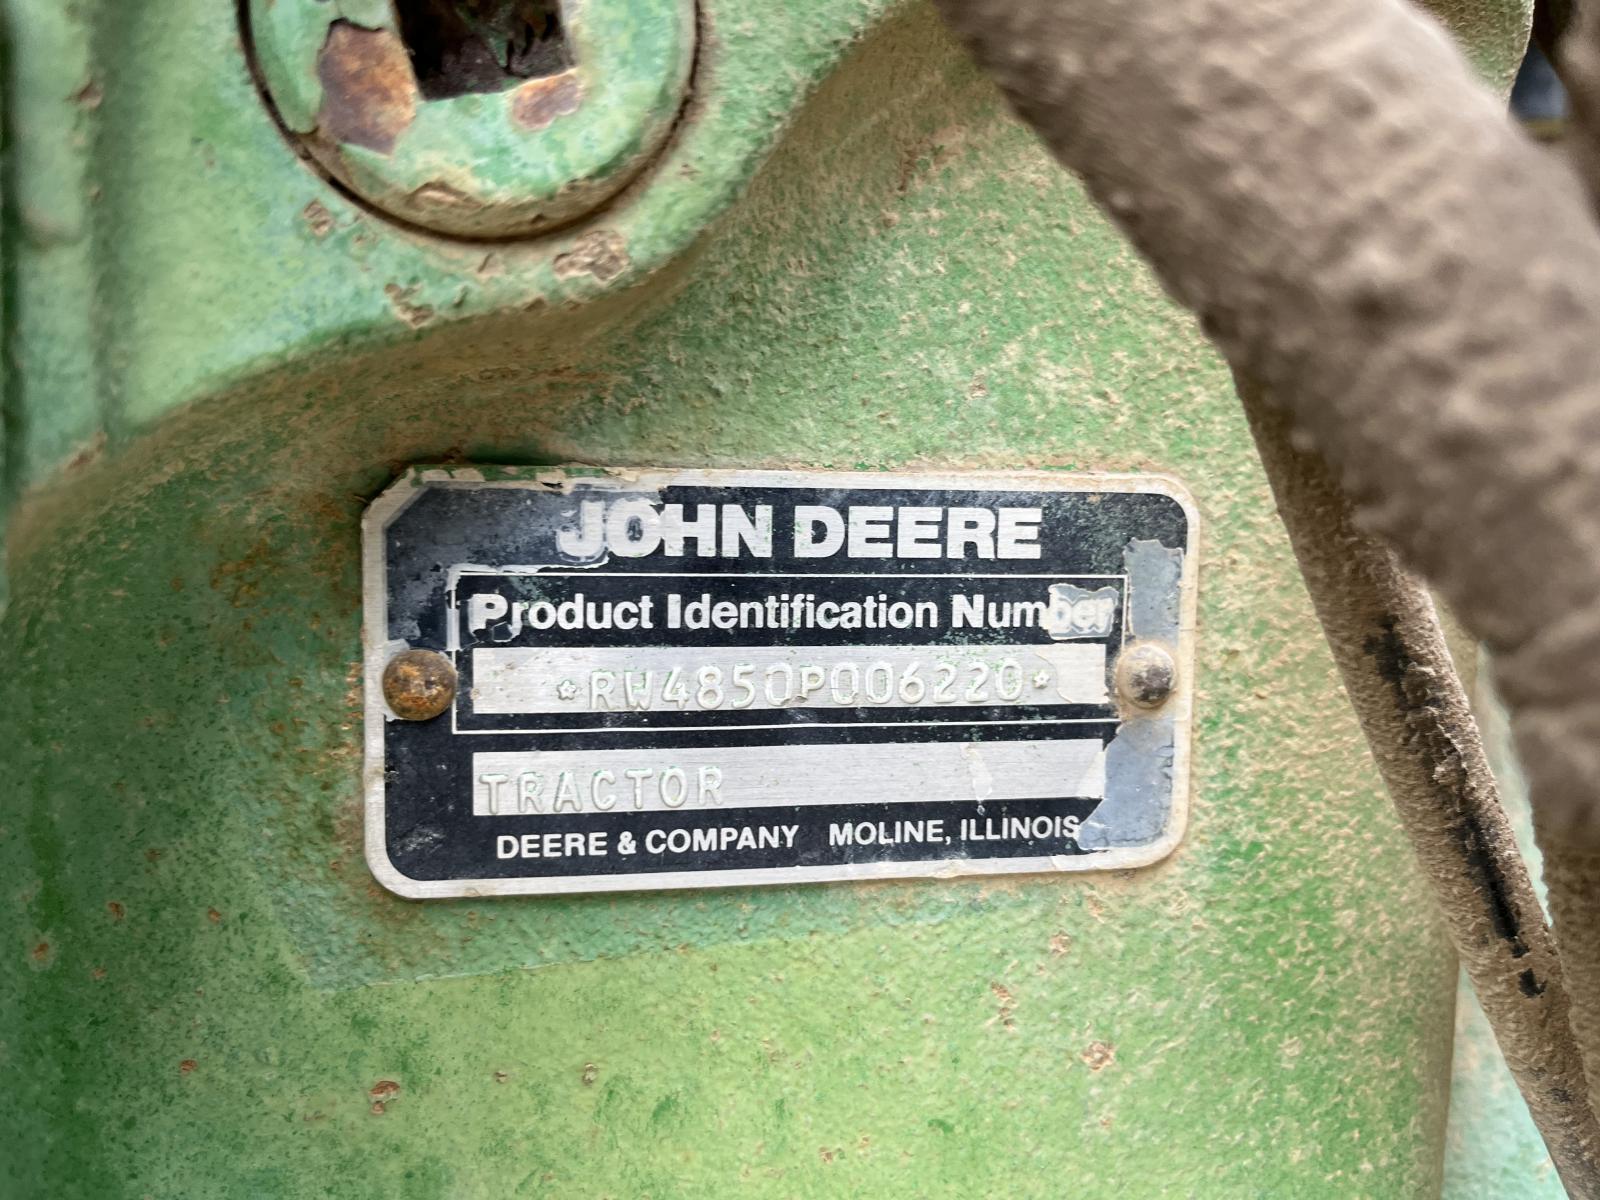 JOHN DEERE
Product Identification Number
*RW4850P006220*
TRACTOR
DEERE & COMPANY MOLINE, ILLINOIS